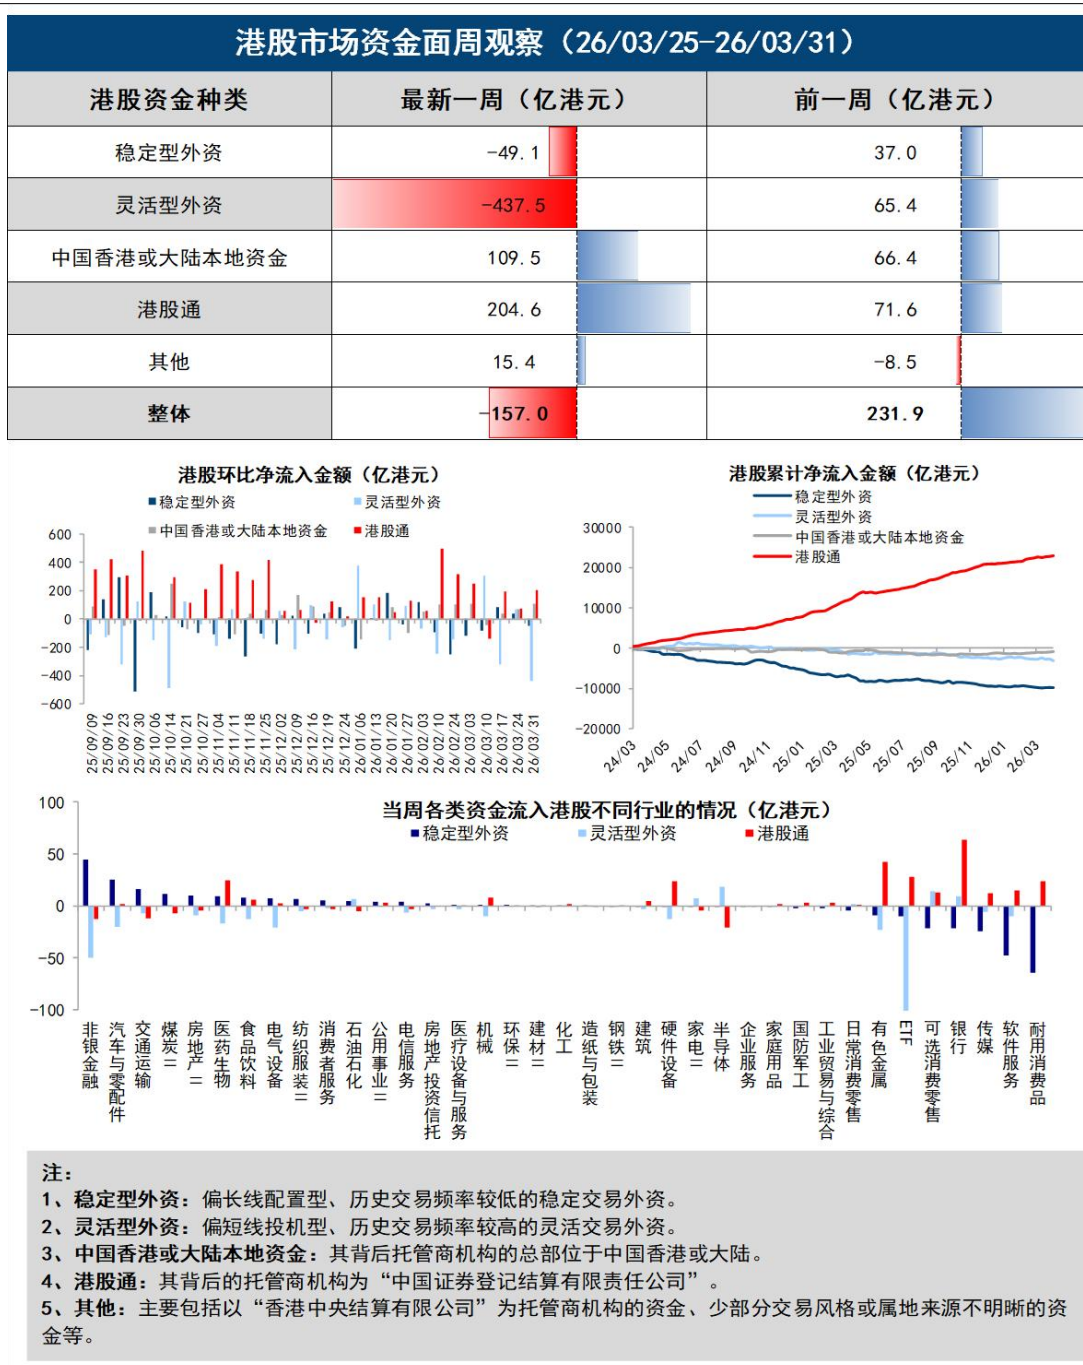 港股市场资金面周观察（26/03/25-26/03/31）
港股资金种类 最新一周（亿港元） 前一周（亿港元）
稳定型外资 -49.1 37.0
灵活型外资 -437.5 65.4
中国香港或大陆本地资金 109.5 66.4
港股通 204.6 71.6
其他 15.4 -8.5
整体 -157.0 231.9
港股环比净流入金额（亿港元）
稳定型外资 灵活型外资
中国香港或大陆本地资金 港股通
600
400
200
0
-200
-400
-600
25/09/09
25/09/16
25/09/23
25/09/30
25/10/06
25/10/14
25/10/21
25/10/27
25/11/04
25/11/11
25/11/18
25/11/25
25/12/02
25/12/09
25/12/16
25/12/19
25/12/24
26/01/06
26/01/13
26/01/20
26/01/27
26/02/03
26/02/10
26/02/24
26/03/03
26/03/10
26/03/17
26/03/24
26/03/31
港股累计净流入金额（亿港元）
稳定型外资
灵活型外资
中国香港或大陆本地资金
港股通
30000
20000
10000
0
-10000
-20000
24/03
24/05
24/07
24/09
24/11
25/01
25/03
25/05
25/07
25/09
25/11
26/01
26/03
当周各类资金流入港股不同行业的情况（亿港元）
稳定型外资 灵活型外资 港股通
100
50
0
-50
-100
非银金融
汽车与零配件
交通运输
煤炭Ⅱ
房地产Ⅱ
医药生物
食品饮料
电气设备
纺织服装Ⅲ
消费者服务
石油石化
公用事业Ⅱ
电信服务
房地产投资信托
医疗设备与服务
机械
环保Ⅱ
建材Ⅱ
化工
造纸与包装
钢铁Ⅱ
建筑
硬件设备
家电Ⅱ
半导体
企业服务
家庭用品
国防军工
工业贸易与综合
日常消费零售
有色金属
ETF
可选消费零售
银行
传媒
软件服务
耐用消费品
注：
1、稳定型外资：偏长线配置型、历史交易频率较低的稳定交易外资。
2、灵活型外资：偏短线投机型、历史交易频率较高的灵活交易外资。
3、中国香港或大陆本地资金：其背后托管商机构的总部位于中国香港或大陆。
4、港股通：其背后的托管商机构为“中国证券登记结算有限责任公司”。
5、其他：主要包括以“香港中央结算有限公司”为托管商机构的资金、少部分交易风格或属地来源不明晰的资
金等。